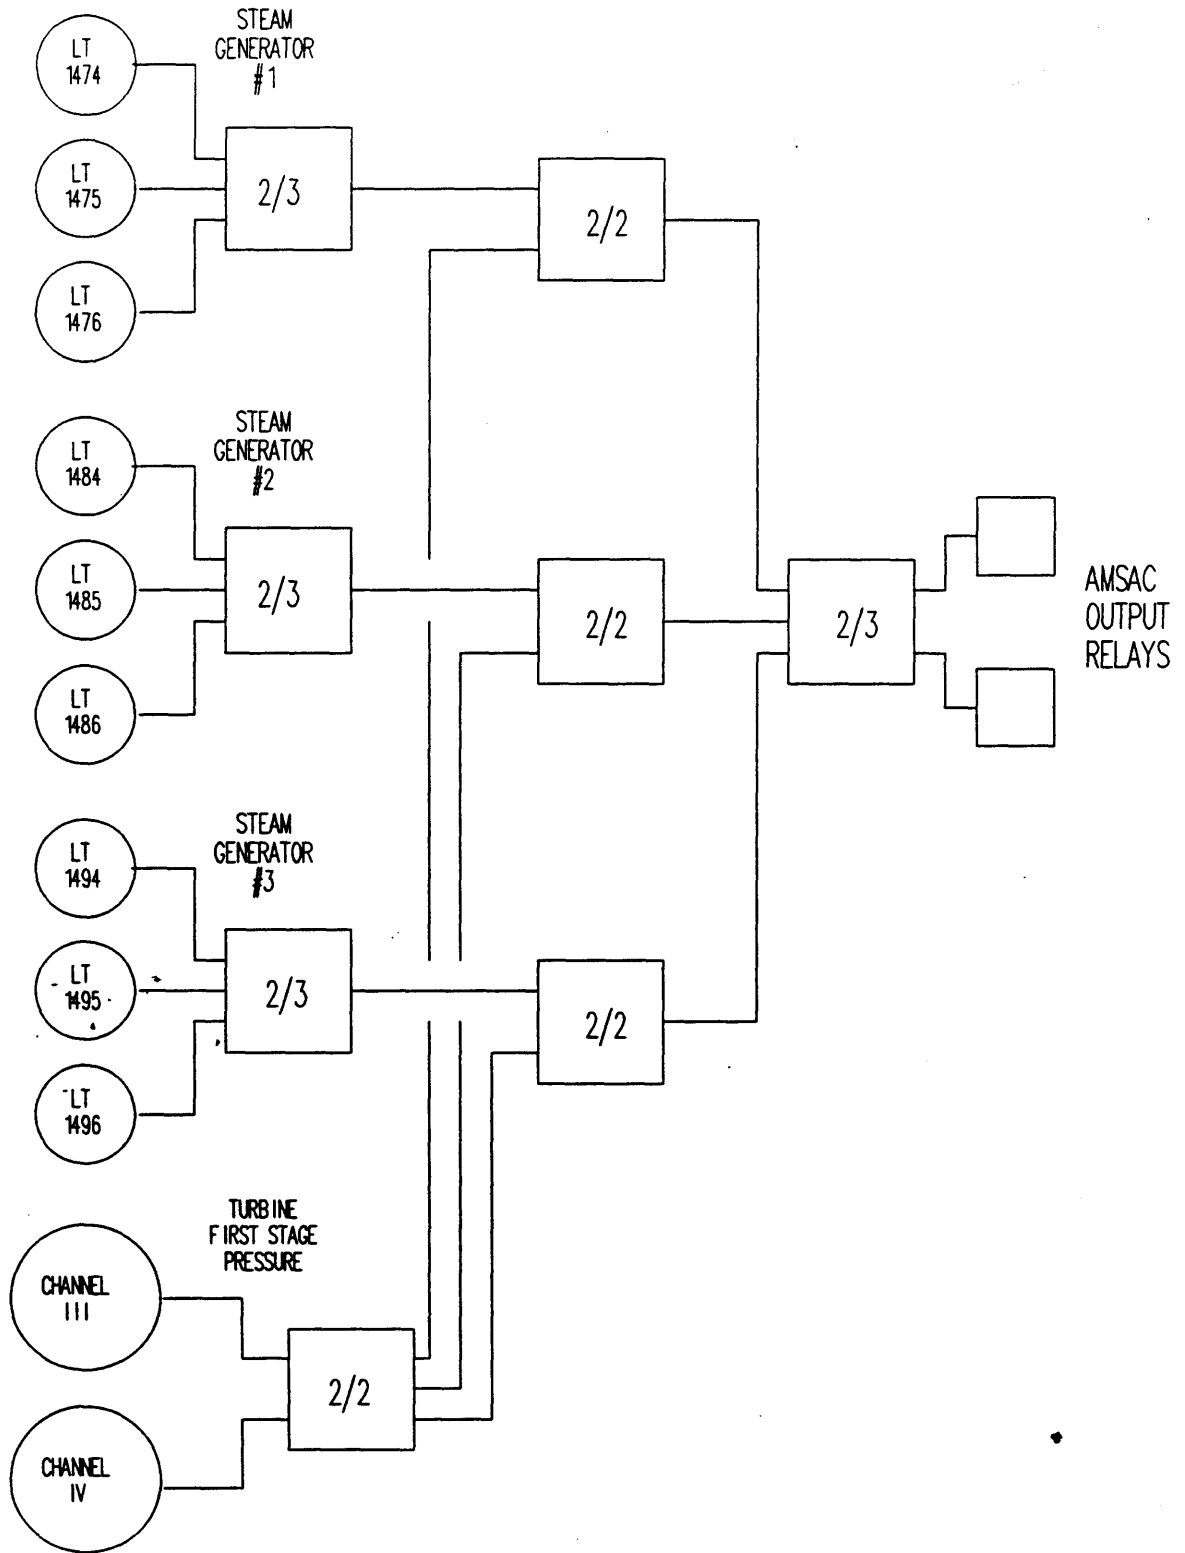 LT
1474
STEAM
GENERATOR
#1
LT
1475
2/3
2/2
LT
1476
LT
1484
STEAM
GENERATOR
#2
LT
1485
2/3
2/2
2/3
AMSAC
OUTPUT
RELAYS
LT
1486
LT
1494
STEAM
GENERATOR
#3
LT
1495
2/3
2/2
LT
1496
TURBINE
FIRST STAGE
PRESSURE
CHANNEL
III
2/2
CHANNEL
IV